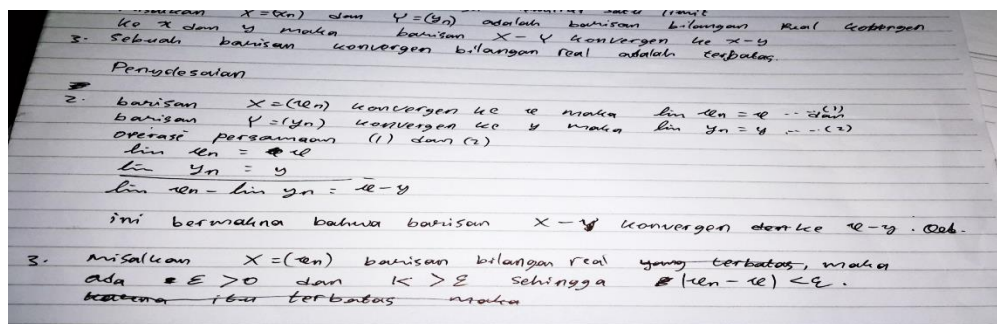 X = (xn) dan Y = (yn) adalah barisan bilangan Real kobergen
ke x dan y maka barisan X - Y konvergen ke x-y
3. Sebuah barisan konvergen bilangan real adalah terbatas.
Penyelesaian
2. barisan X = (xn) konvergen ke x maka lim xn = x ... (1) dan
barisan Y = (yn) konvergen ke y maka lim yn = y ... (2)
operasi persamaan (1) dan (2)
lim xn = x
lim yn = y
lim xn - lim yn = x - y
ini bermakna bahwa barisan X - Y konvergen ke x - y. Qed.
3. misalkan X = (xn) barisan bilangan real yang terbatas, maka
ada ε > 0 dan K > ε sehingga |xn - x| < ε.
karena itu terbatas maka